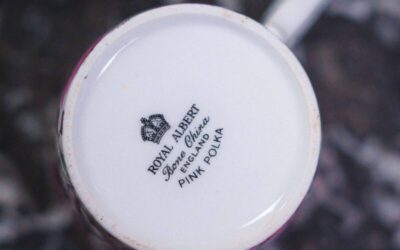 ROYAL ALBERT
Bone China
ENGLAND
PINK POLKA